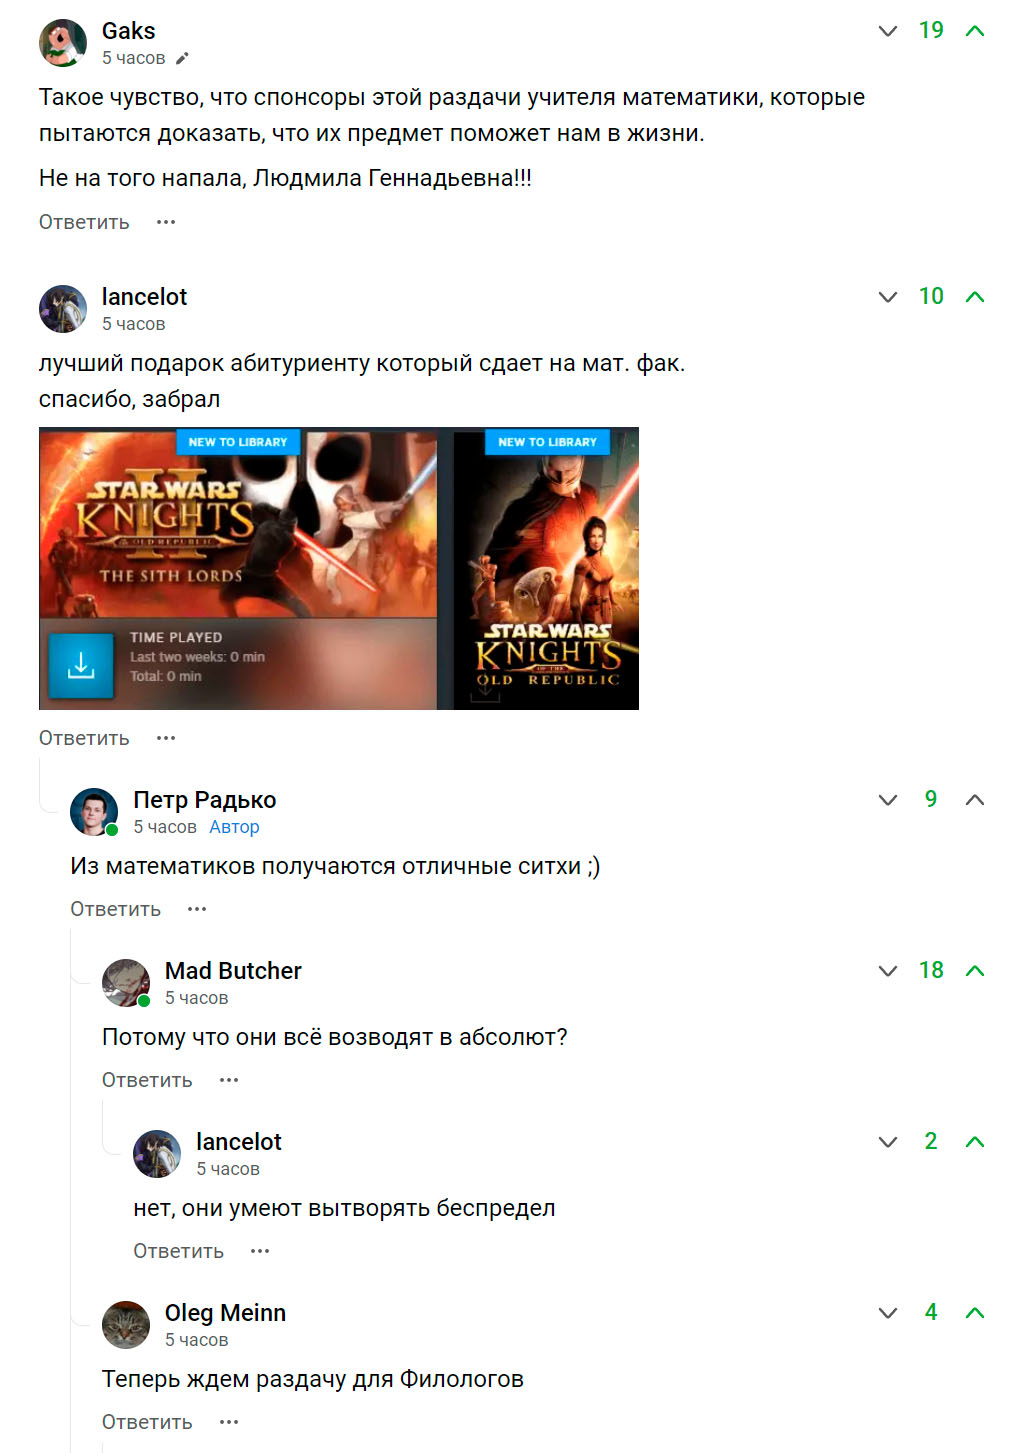 Gaks
5 часов
19
Такое чувство, что спонсоры этой раздачи учителя математики, которые
пытаются доказать, что их предмет поможет нам в жизни.
Не на того напала, Людмила Геннадьевна!!!
Ответить
lancelot
5 часов
10
лучший подарок абитуриенту который сдает на мат. фак.
спасибо, забрал
NEW TO LIBRARY
STAR WARS
KNIGHTS
II
OF THE OLD REPUBLIC
THE SITH LORDS
TIME PLAYED
Last two weeks: 0 min
Total: 0 min
NEW TO LIBRARY
STAR WARS
KNIGHTS
OF THE
OLD REPUBLIC
Ответить
Петр Радько
5 часов Автор
9
Из математиков получаются отличные ситхи ;)
Ответить
Mad Butcher
5 часов
18
Потому что они всё возводят в абсолют?
Ответить
lancelot
5 часов
2
нет, они умеют вытворять беспредел
Ответить
Oleg Meinn
5 часов
4
Теперь ждем раздачу для Филологов
Ответить